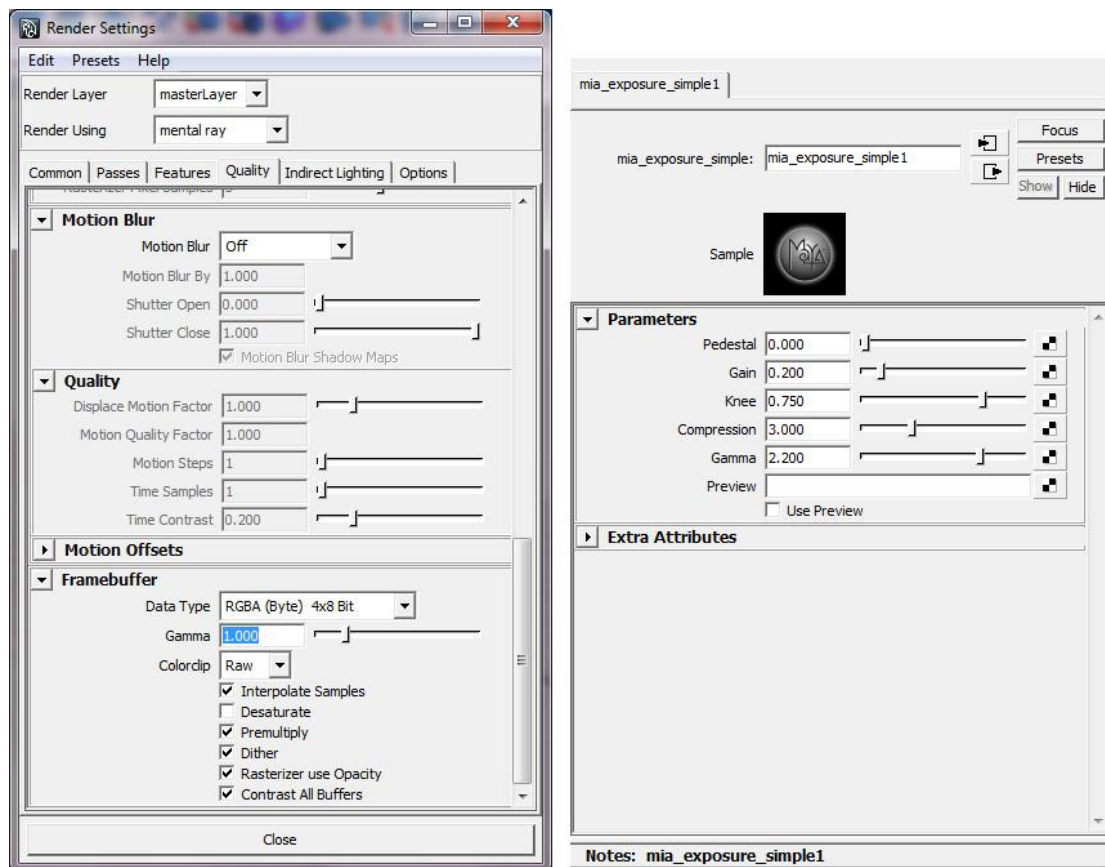 Render Settings
Edit Presets Help
Render Layer masterLayer
Render Using mental ray
Common Passes Features Quality Indirect Lighting Options
Rasterizer Pixel Samples
Motion Blur
Motion Blur Off
Motion Blur By 1.000
Shutter Open 0.000
Shutter Close 1.000
Motion Blur Shadow Maps
Quality
Displace Motion Factor 1.000
Motion Quality Factor 1.000
Motion Steps 1
Time Samples 1
Time Contrast 0.200
Motion Offsets
Framebuffer
Data Type RGBA (Byte) 4x8 Bit
Gamma 1.000
Colorclip Raw
Interpolate Samples
Desaturate
Premultiply
Dither
Rasterizer use Opacity
Contrast All Buffers
Close
mia_exposure_simple1
mia_exposure_simple: mia_exposure_simple1
Focus
Presets
Show Hide
Sample MAYA
Parameters
Pedestal 0.000
Gain 0.200
Knee 0.750
Compression 3.000
Gamma 2.200
Preview
Use Preview
Extra Attributes
Notes: mia_exposure_simple1